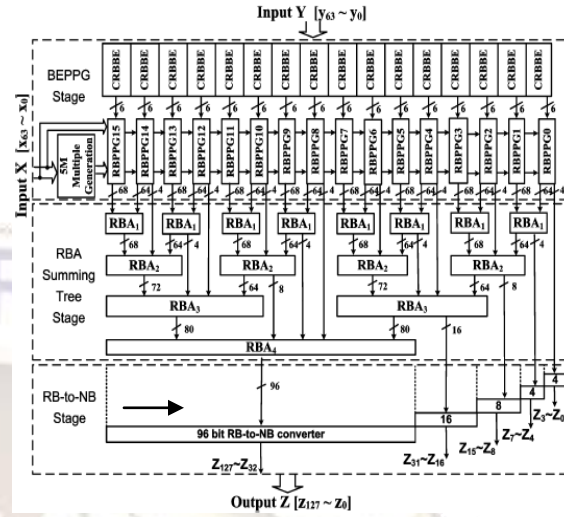 Input Y [y63 ~ y0]
BEPPG Stage
CRBBE CRBBE CRBBE CRBBE CRBBE CRBBE CRBBE CRBBE CRBBE CRBBE CRBBE CRBBE CRBBE CRBBE CRBBE CRBBE
6 6 6 6 6 6 6 6 6 6 6 6 6 6 6 6
Input X [x63 ~ x0]
5M Multiple Generation
RBPPG15 RBPPG14 RBPPG13 RBPPG12 RBPPG11 RBPPG10 RBPPG9 RBPPG8 RBPPG7 RBPPG6 RBPPG5 RBPPG4 RBPPG3 RBPPG2 RBPPG1 RBPPG0
68 64 4 68 64 4 68 64 4 68 64 4 68 64 4 68 64 4 68 64 4 68 64 4
RBA Summing Tree Stage
RBA1 RBA1 RBA1 RBA1 RBA1 RBA1 RBA1 RBA1
68 64 4 68 64 4 68 64 4 68 64 4
RBA2 RBA2 RBA2 RBA2
72 64 8 72 64 8
RBA3 RBA3
80 80 16
RBA4
RB-to-NB Stage
96
4
4
8
16
96 bit RB-to-NB converter
Z3~Z0
Z7~Z4
Z15~Z8
Z31~Z16
Z127~Z32
Output Z [z127 ~ z0]